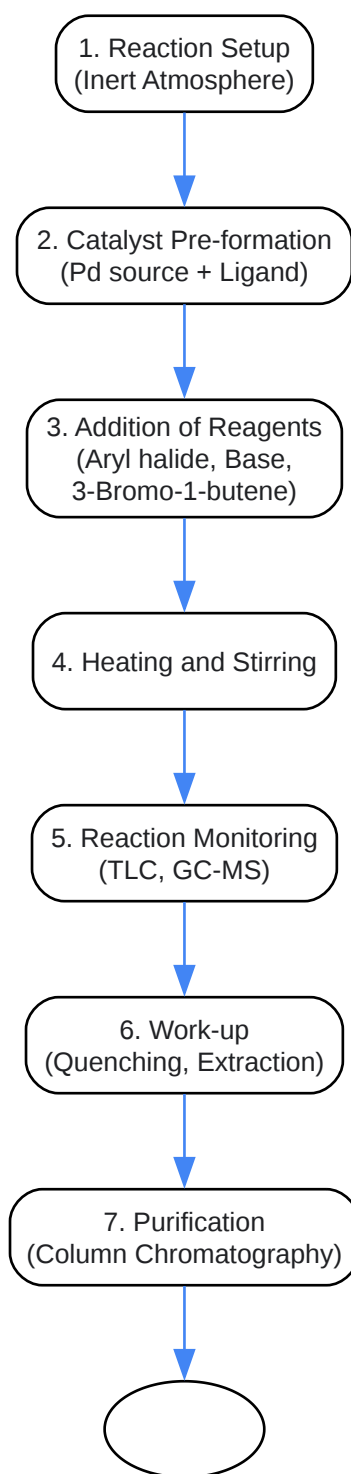 1. Reaction Setup
(Inert Atmosphere)
2. Catalyst Pre-formation
(Pd source + Ligand)
3. Addition of Reagents
(Aryl halide, Base,
3-Bromo-1-butene)
4. Heating and Stirring
5. Reaction Monitoring
(TLC, GC-MS)
6. Work-up
(Quenching, Extraction)
7. Purification
(Column Chromatography)